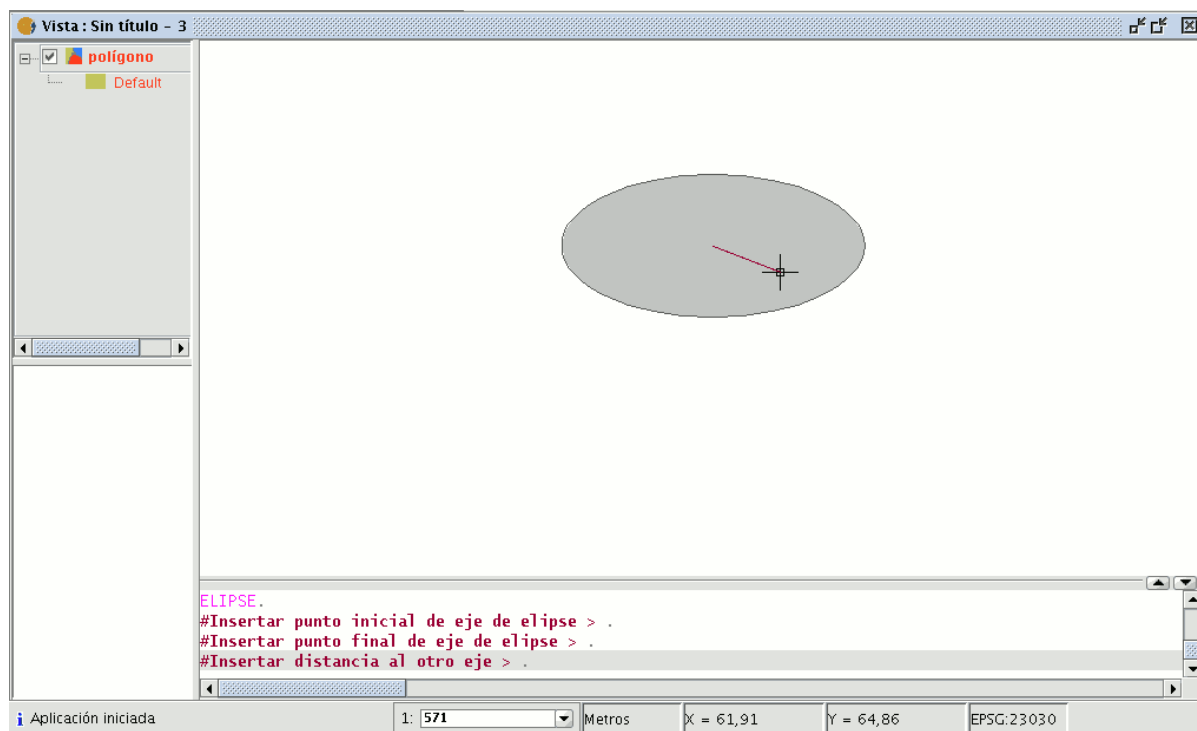 Vista : Sin título - 3
polígono
Default
ELIPSE.
#Insertar punto inicial de eje de elipse > .
#Insertar punto final de eje de elipse > .
#Insertar distancia al otro eje > .
i Aplicación iniciada
1: 571
Metros
X = 61,91
Y = 64,86
EPSG:23030